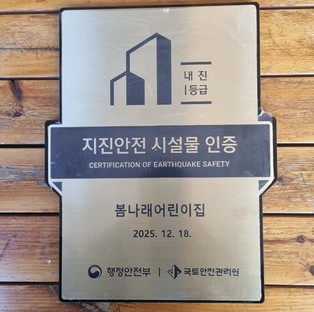 내 진
I등급
지진안전 시설물 인증
CERTIFICATION OF EARTHQUAKE SAFETY
봄나래어린이집
2025. 12. 18.
행정안전부 | 국토안전관리원